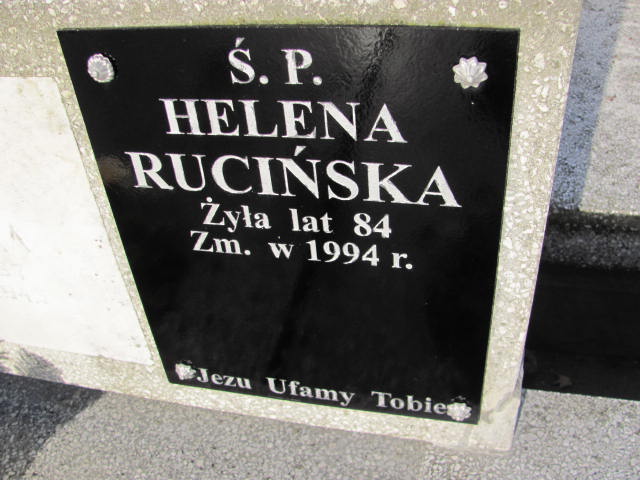 Ś. P.
HELENA
RUCIŃSKA
Żyła lat 84
Zm. w 1994 r.
Jezu Ufamy Tobie